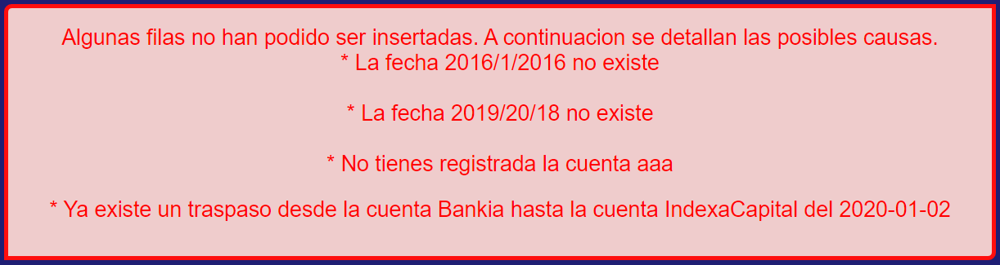 Algunas filas no han podido ser insertadas. A continuacion se detallan las posibles causas.
* La fecha 2016/1/2016 no existe
* La fecha 2019/20/18 no existe
* No tienes registrada la cuenta aaa
* Ya existe un traspaso desde la cuenta Bankia hasta la cuenta IndexaCapital del 2020-01-02